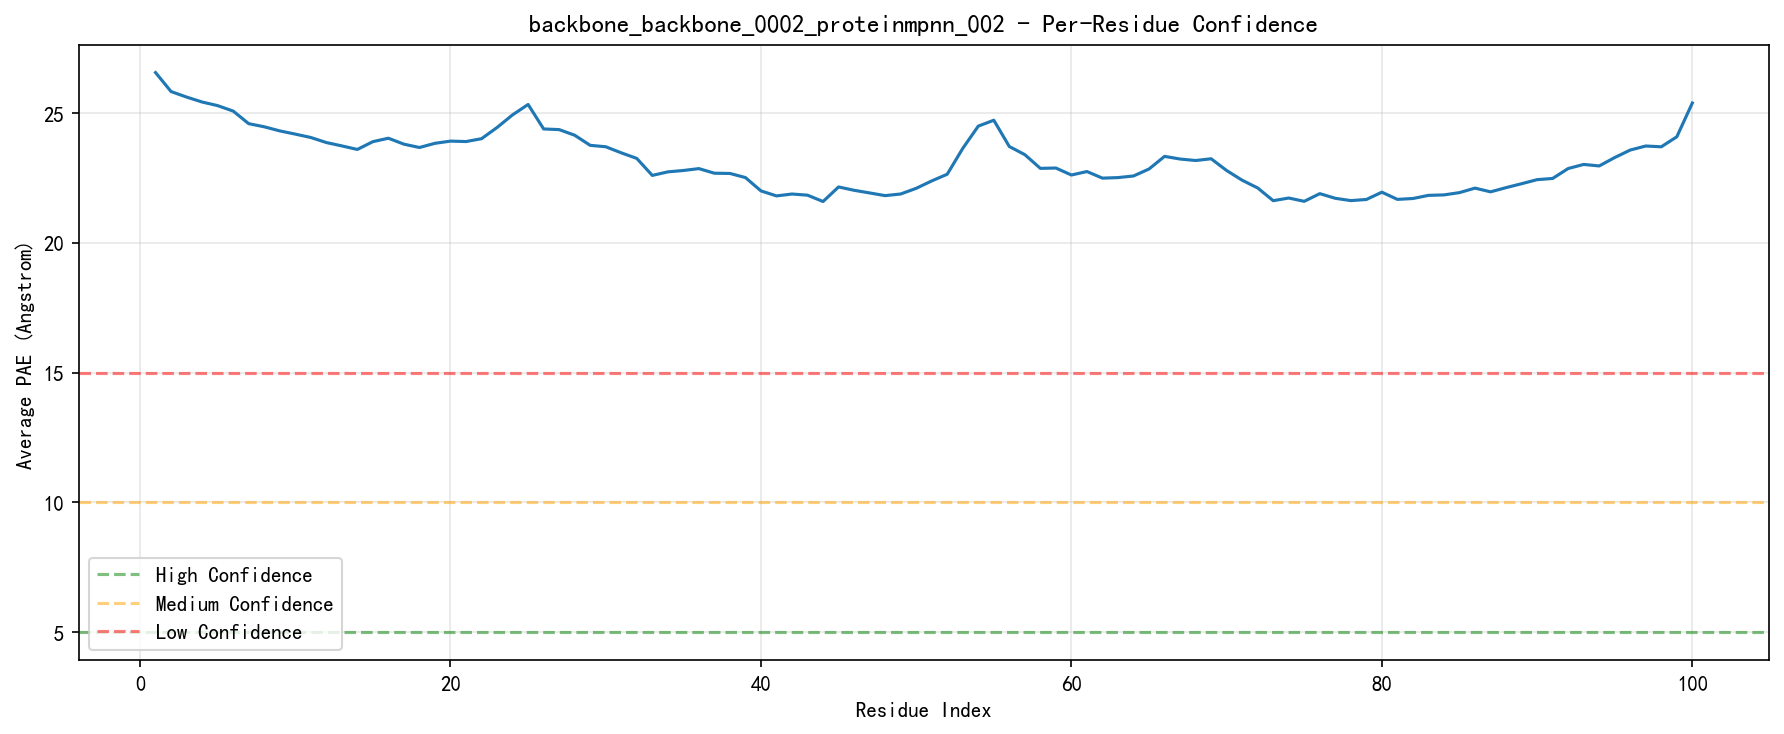 backbone_backbone_0002_proteinmpnn_002 - Per-Residue Confidence
Average PAE (Angstrom)
25
20
15
10
5
High Confidence
Medium Confidence
Low Confidence
0
20
40
60
80
100
Residue Index